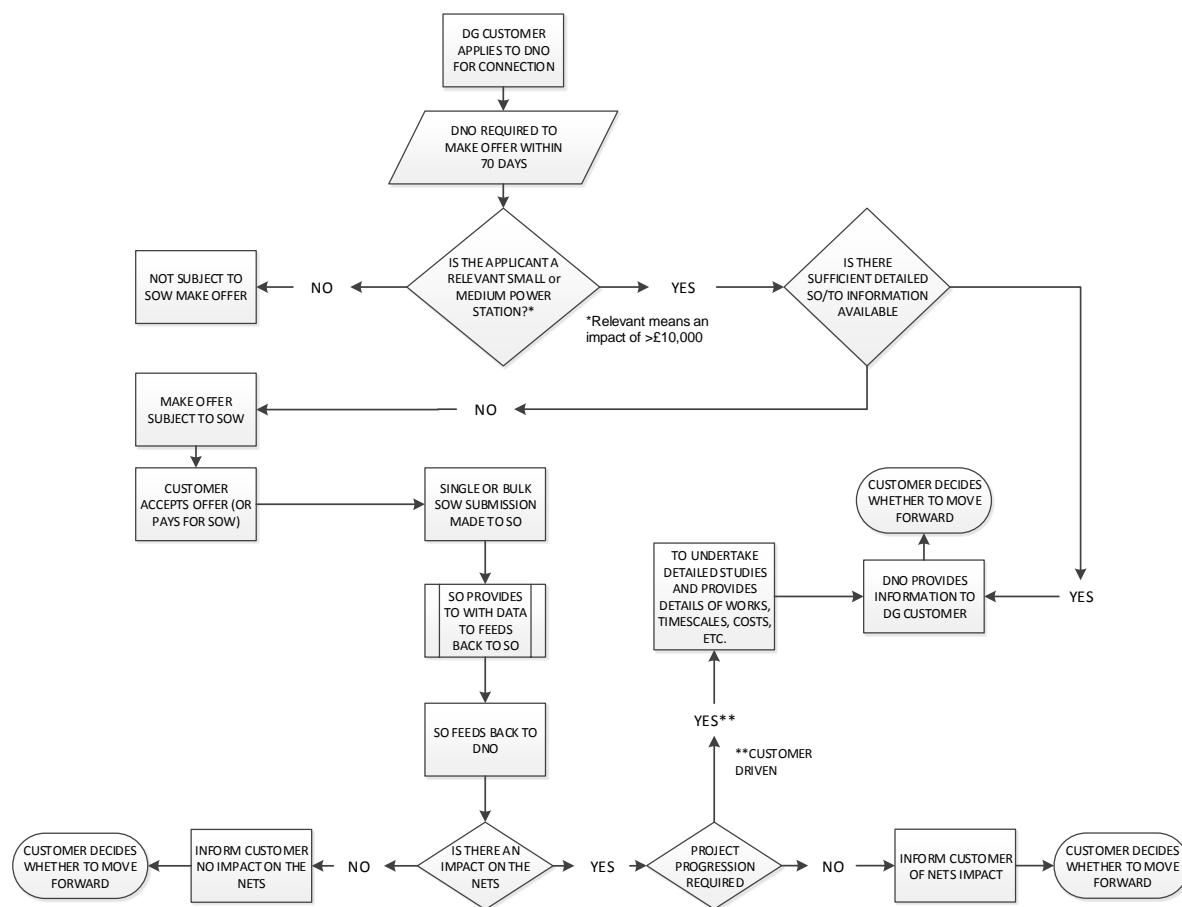 DG CUSTOMER
APPLIES TO DNO
FOR CONNECTION
DNO REQUIRED TO
MAKE OFFER WITHIN
70 DAYS
NOT SUBJECT TO
SOW MAKE OFFER
NO
IS THE APPLICANT A
RELEVANT SMALL or
MEDIUM POWER
STATION?*
YES
*Relevant means an
impact of >£10,000
IS THERE
SUFFICIENT DETAILED
SO/TO INFORMATION
AVAILABLE
MAKE OFFER
SUBJECT TO SOW
NO
CUSTOMER
ACCEPTS OFFER (OR
PAYS FOR SOW)
SINGLE OR BULK
SOW SUBMISSION
MADE TO SO
CUSTOMER DECIDES
WHETHER TO MOVE
FORWARD
SO PROVIDES
TO WITH DATA
TO FEEDS
BACK TO SO
TO UNDERTAKE
DETAILED STUDIES
AND PROVIDES
DETAILS OF WORKS,
TIMESCALES, COSTS,
ETC.
DNO PROVIDES
INFORMATION TO
DG CUSTOMER
YES
SO FEEDS BACK TO
DNO
YES**
**CUSTOMER
DRIVEN
CUSTOMER DECIDES
WHETHER TO MOVE
FORWARD
INFORM CUSTOMER
NO IMPACT ON THE
NETS
NO
IS THERE AN
IMPACT ON THE
NETS
YES
PROJECT
PROGRESSION
REQUIRED
NO
INFORM CUSTOMER
OF NETS IMPACT
CUSTOMER DECIDES
WHETHER TO MOVE
FORWARD